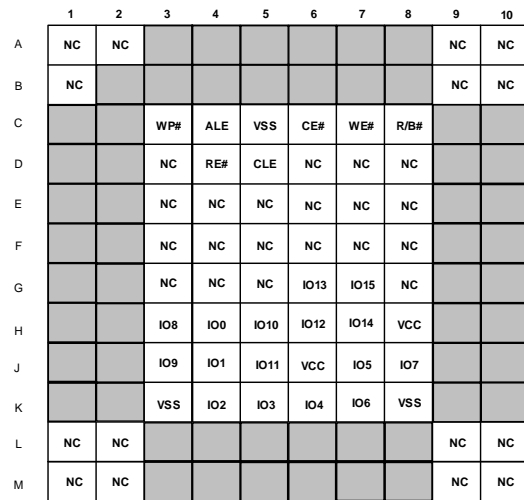 1 2 3 4 5 6 7 8 9 10
A NC NC NC NC
B NC NC NC
C WP# ALE VSS CE# WE# R/B#
D NC RE# CLE NC NC NC
E NC NC NC NC NC NC
F NC NC NC NC NC NC
G NC NC NC IO13 IO15 NC
H IO8 IO0 IO10 IO12 IO14 VCC
J IO9 IO1 IO11 VCC IO5 IO7
K VSS IO2 IO3 IO4 IO6 VSS
L NC NC NC NC
M NC NC NC NC